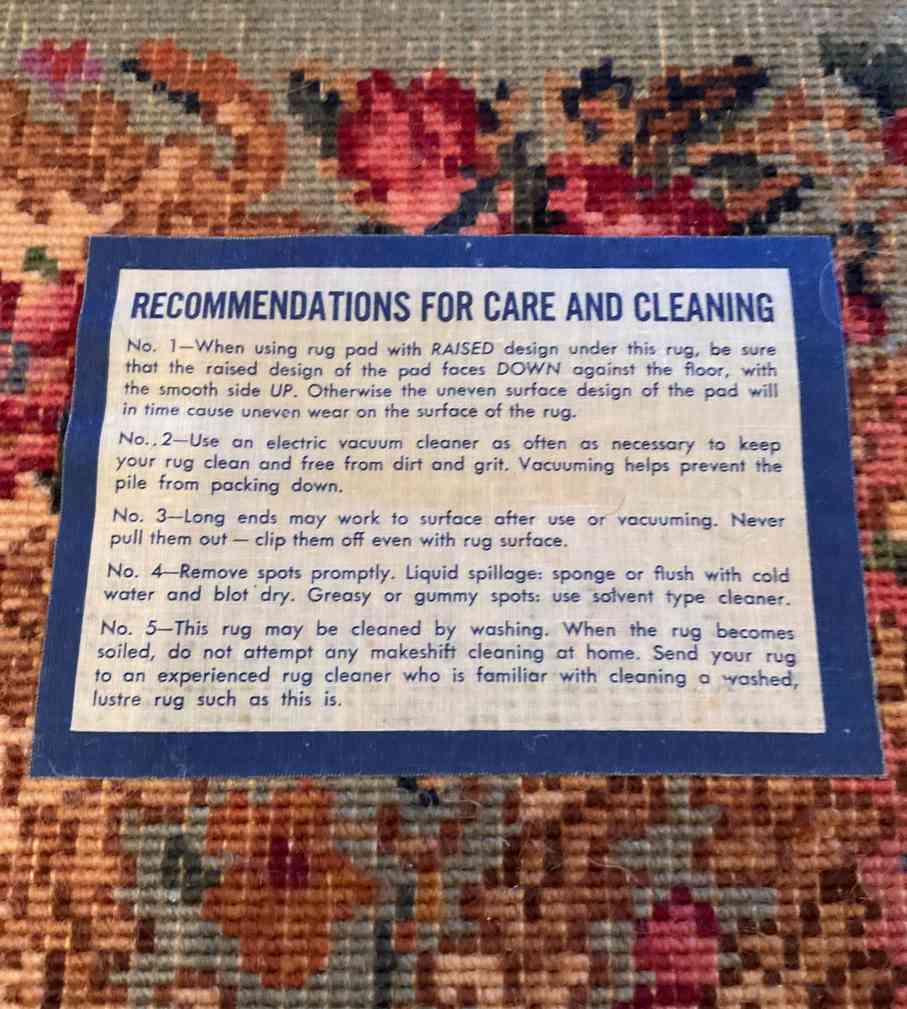 RECOMMENDATIONS FOR CARE AND CLEANING
No. 1—When using rug pad with RAISED design under this rug, be sure
that the raised design of the pad faces DOWN against the floor, with
the smooth side UP. Otherwise the uneven surface design of the pad will
in time cause uneven wear on the surface of the rug.
No. 2—Use an electric vacuum cleaner as often as necessary to keep
your rug clean and free from dirt and grit. Vacuuming helps prevent the
pile from packing down.
No. 3—Long ends may work to surface after use or vacuuming. Never
pull them out — clip them off even with rug surface.
No. 4—Remove spots promptly. Liquid spillage: sponge or flush with cold
water and blot dry. Greasy or gummy spots: use solvent type cleaner.
No. 5—This rug may be cleaned by washing. When the rug becomes
soiled, do not attempt any makeshift cleaning at home. Send your rug
to an experienced rug cleaner who is familiar with cleaning a washed,
lustre rug such as this is.